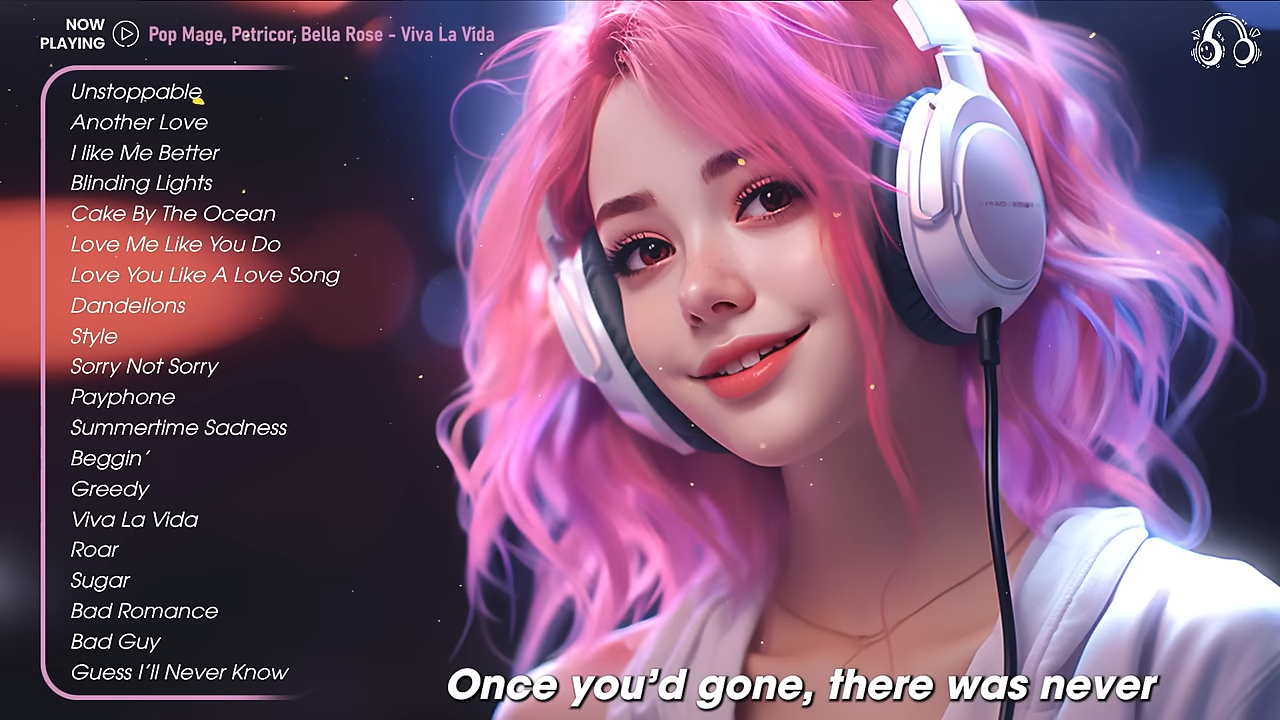 NOW
PLAYING
Pop Mage, Petricor, Bella Rose - Viva La Vida
Unstoppable
Another Love
I like Me Better
Blinding Lights
Cake By The Ocean
Love Me Like You Do
Love You Like A Love Song
Dandelions
Style
Sorry Not Sorry
Payphone
Summertime Sadness
Beggin'
Greedy
Viva La Vida
Roar
Sugar
Bad Romance
Bad Guy
Guess I'll Never Know
Once you'd gone, there was never